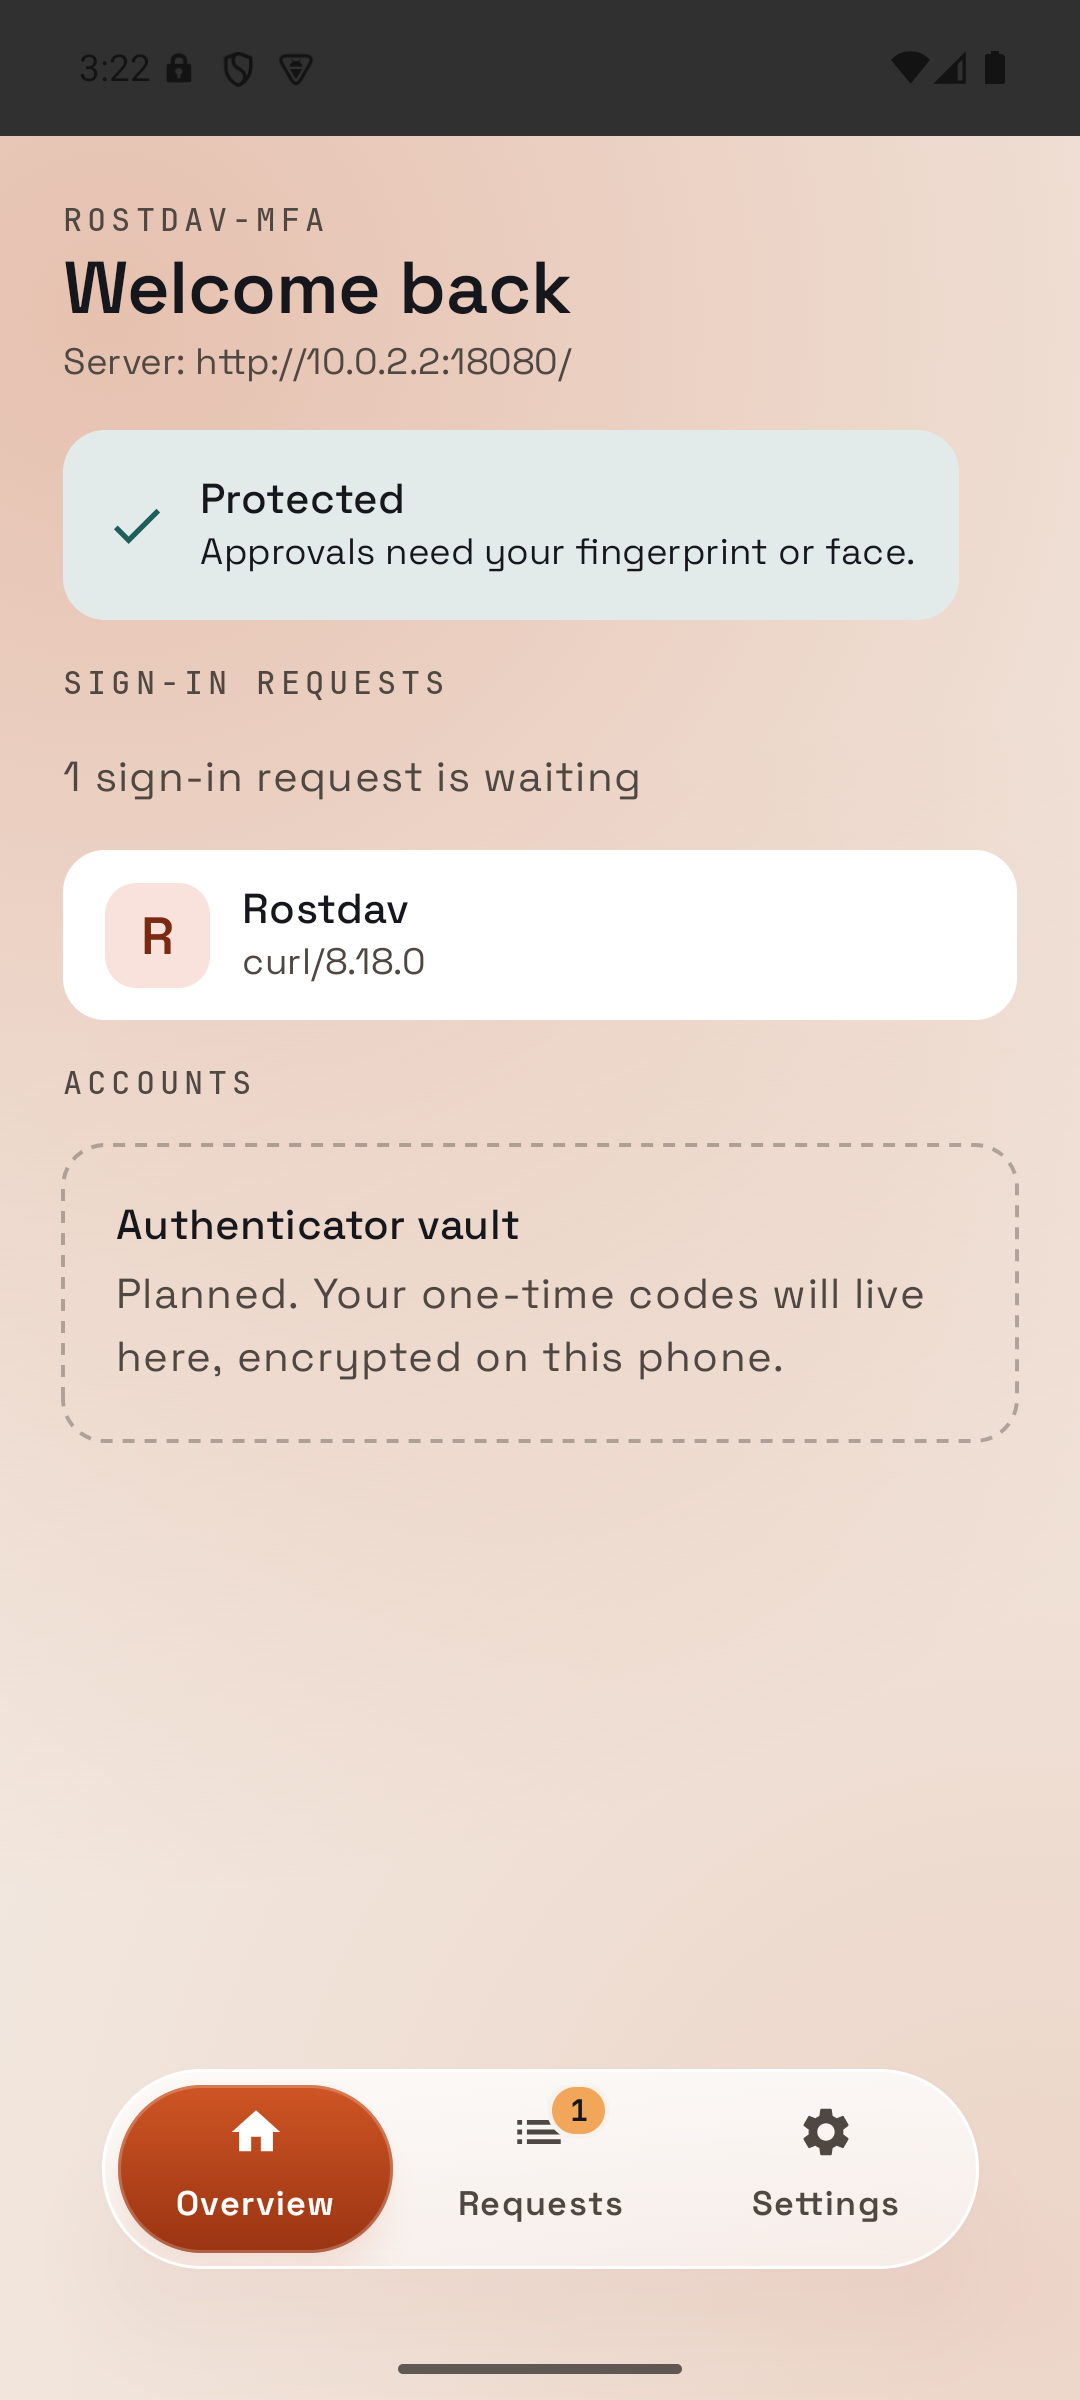 3:22
ROSTDAV-MFA
Welcome back
Server: http://10.0.2.2:18080/
Protected
Approvals need your fingerprint or face.
SIGN-IN REQUESTS
1 sign-in request is waiting
R
Rostdav
curl/8.18.0
ACCOUNTS
Authenticator vault
Planned. Your one-time codes will live
here, encrypted on this phone.
1
Overview
Requests
Settings